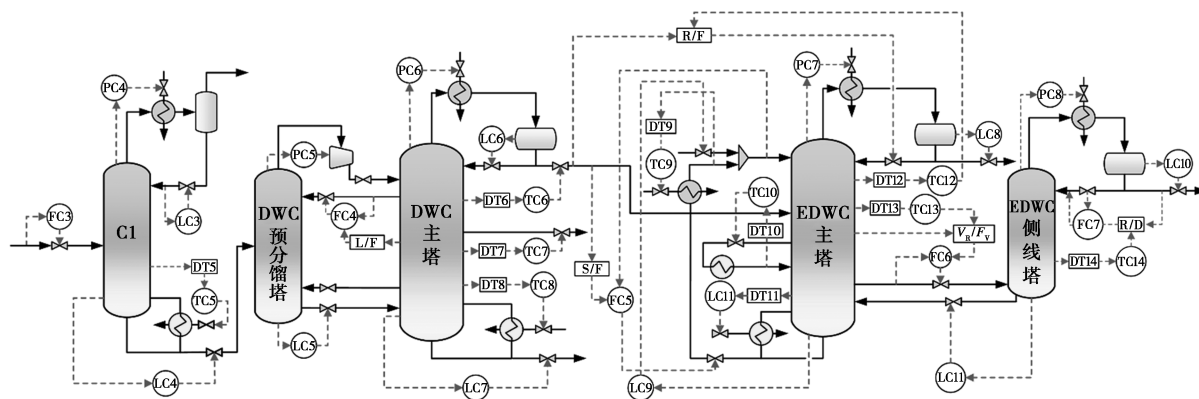 R/F
PC4
PC6
PC7
PC8
LC6
DT9
LC8
PC5
TC9
LC10
LC3
FC3
C1
DWC
预分馏塔
FC4
L/F
DWC
主塔
DT6
TC6
DT7
TC7
DT8
TC8
S/F
FC5
TC10
DT10
EDWC
主塔
DT12
TC12
DT13
TC13
V_R/F_V
FC6
EDWC
侧线塔
FC7
R/D
DT14
TC14
DT5
TC5
LC11
DT11
LC5
LC4
LC7
LC9
LC11